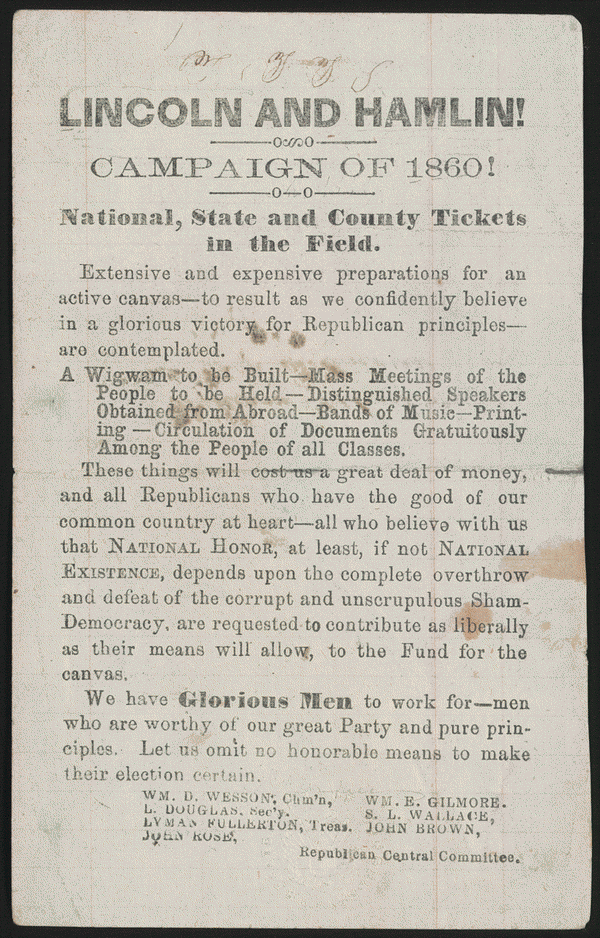 LINCOLN AND HAMLIN!
CAMPAIGN OF 1860!
National, State and County Tickets
in the Field.
Extensive and expensive preparations for an
active canvas—to result as we confidently believe
in a glorious victory for Republican principles—
are contemplated.
A Wigwam to be Built—Mass Meetings of the
People to be Held—Distinguished Speakers
Obtained from Abroad—Bands of Music—Print-
ing—Circulation of Documents Gratuitously
Among the People of all Classes.
These things will cost us a great deal of money,
and all Republicans who have the good of our
common country at heart—all who believe with us
that NATIONAL HONOR, at least, if not NATIONAL
EXISTENCE, depends upon the complete overthrow
and defeat of the corrupt and unscrupulous Sham-
Democracy, are requested to contribute as liberally
as their means will allow, to the Fund for the
canvas.
We have Glorious Men to work for—men
who are worthy of our great Party and pure prin-
ciples. Let us omit no honorable means to make
their election certain.
WM. D. WESSON, Chm'n, WM. E. GILMORE.
L. DOUGLAS, Sec'y. S. L. WALLACE,
LYMAN FULLERTON, Treas. JOHN BROWN,
JOHN ROSE,
Republican Central Committee.